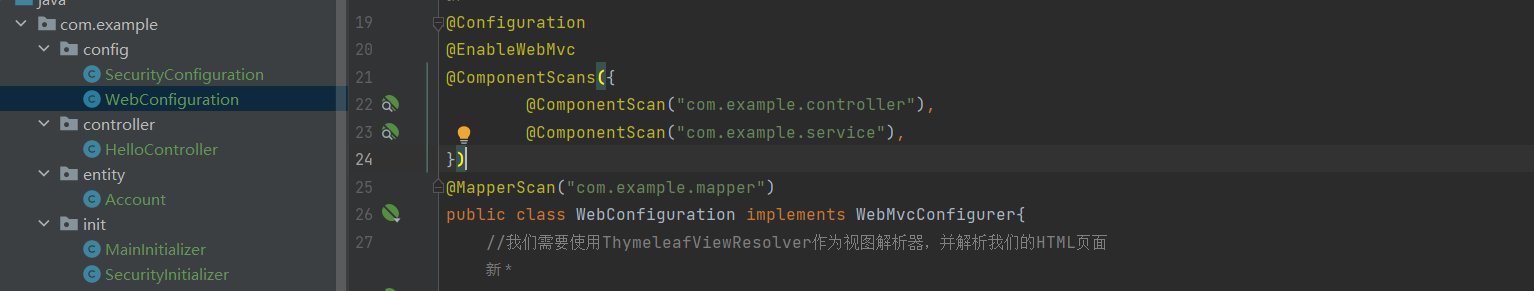 java
com.example
config
SecurityConfiguration
WebConfiguration
controller
HelloController
entity
Account
init
MainInitializer
SecurityInitializer
19 @Configuration
20 @EnableWebMvc
21 @ComponentScans({
22 @ComponentScan("com.example.controller"),
23 @ComponentScan("com.example.service"),
24 })
25 @MapperScan("com.example.mapper")
26 public class WebConfiguration implements WebMvcConfigurer{
27 //我们需要使用ThymeleafViewResolver作为视图解析器，并解析我们的HTML页面
新*